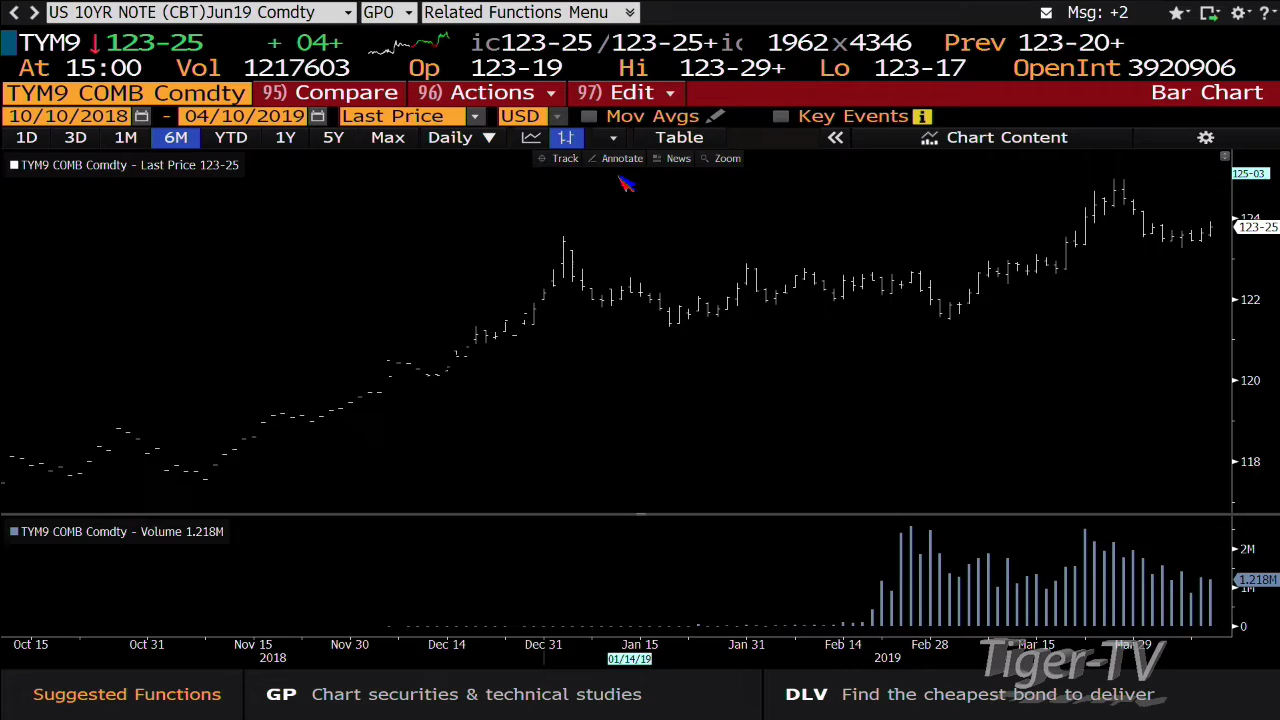 US 10YR NOTE (CBT)Jun19 Comdty GPO Related Functions Menu Msg: +2 ?
TYM9 ↓123-25 + 04+ 123-25 /123-25+ 1962x4346 Prev 123-20+
At 15:00 Vol 1217603 Op 123-19 Hi 123-29+ Lo 123-17 OpenInt 3920906
TYM9 COMB Comdty 95) Compare 96) Actions 97) Edit Bar Chart
10/10/2018 - 04/10/2019 Last Price USD Mov Avgs Key Events i
1D 3D 1M 6M YTD 1Y 5Y Max Daily ▼ Table « Chart Content
Track Annotate News Zoom
TYM9 COMB Comdty - Last Price 123-25
125-03
124
123-25
122
120
118
TYM9 COMB Comdty - Volume 1.218M
2M
1.218M
1M
0
Oct 15 Oct 31 Nov 15 Nov 30 Dec 14 Dec 31 Jan 15 Jan 31 Feb 14 Feb 28 Mar 15 Mar 29
2018 01/14/19 2019
Tiger-TV
Suggested Functions GP Chart securities & technical studies DLV Find the cheapest bond to deliver